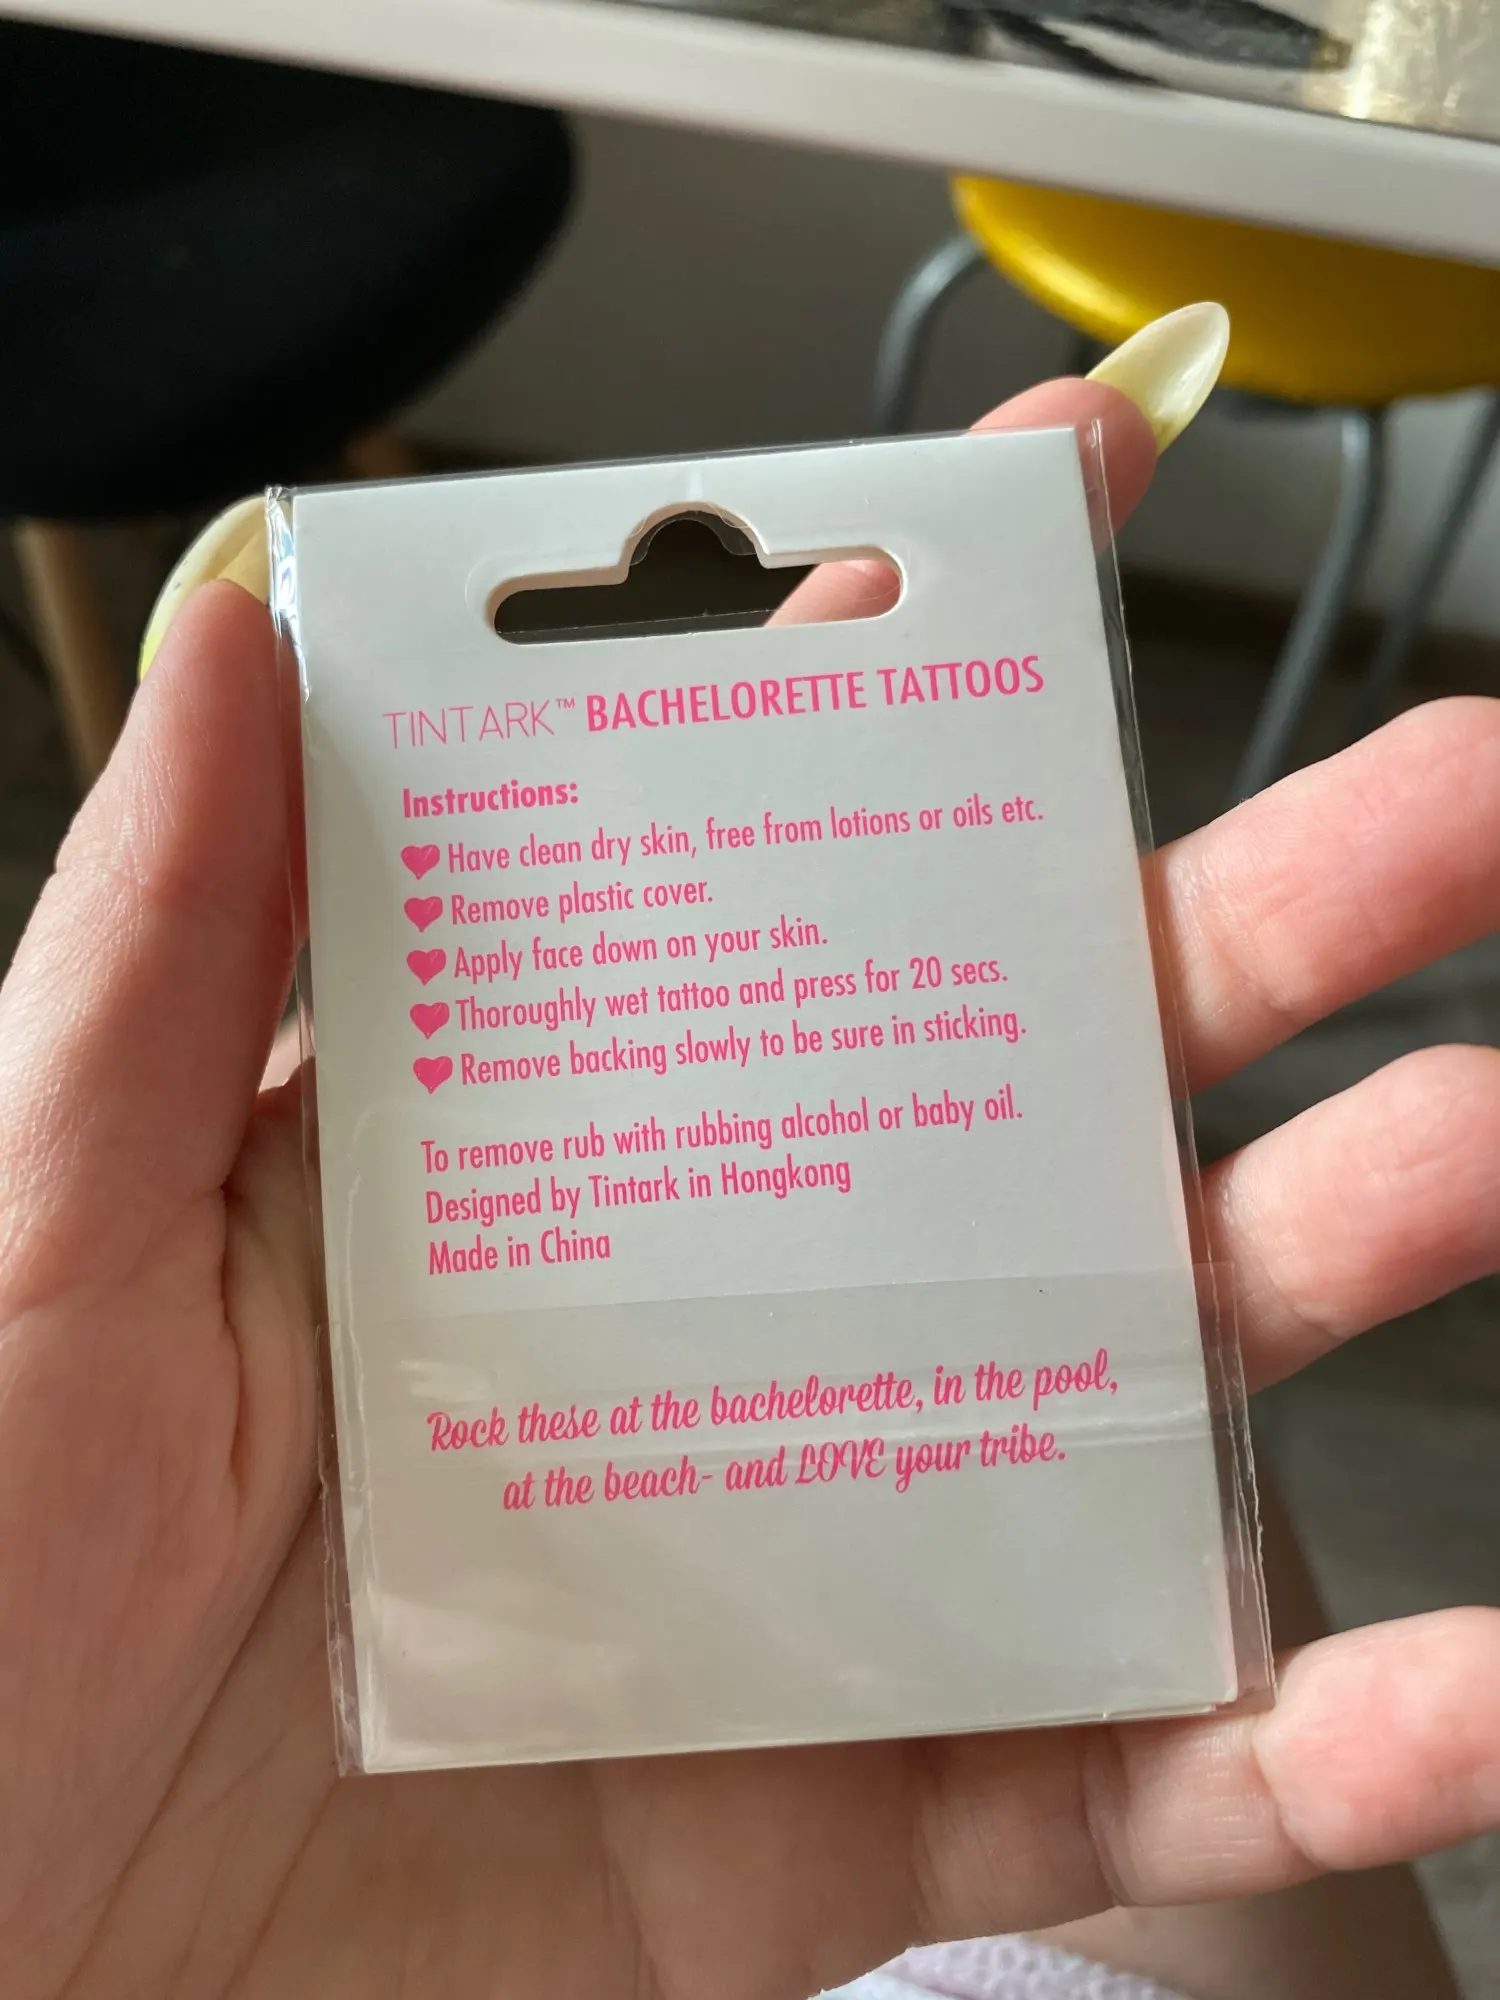 TINTARK™ BACHELORETTE TATTOOS
Instructions:
Have clean dry skin, free from lotions or oils etc.
Remove plastic cover.
Apply face down on your skin.
Thoroughly wet tattoo and press for 20 secs.
Remove backing slowly to be sure in sticking.
To remove rub with rubbing alcohol or baby oil.
Designed by Tintark in Hongkong
Made in China
Rock these at the bachelorette, in the pool,
at the beach- and LOVE your tribe.